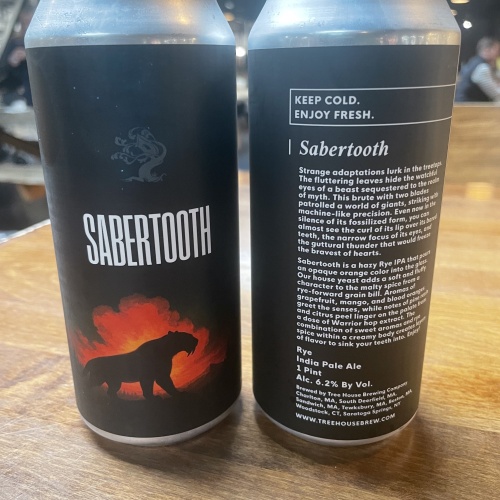 SABERTOOTH
KEEP COLD.
ENJOY FRESH.
Sabertooth
Strange adaptations lurk in the treetops.
The fluttering leaves hide the watchful
eyes of a beast sequestered to the realm
of myth. This brute with two blades
patrolled a world of giants, striking with
machine-like precision. Even now in the
silence of its fossilized form, you can
almost see the curl of its lip over its bared
teeth, the narrow focus of its eyes, and
the guttural thunder that would freeze
the bravest of hearts.
Sabertooth is a hazy Rye IPA that pours
an opaque orange color into the glass.
Our house yeast adds a soft and fluffy
character to the malty spice from a
rye-forward grain bill. Aromas of
grapefruit, mango, and blood orange
greet the senses, while notes of pine
and citrus peel linger on the palate from
a dose of Warrior hop extract. The
combination of sweet aromas and rye
spice within a creamy body creates
of flavor to sink your teeth into. Enjoy!
Rye
India Pale Ale
1 Pint
Alc. 6.2% By Vol.
Brewed by Tree House Brewing Company
Charlton, MA, South Deerfield, MA,
Sandwich, MA, Tewksbury, MA, Boston, MA,
Woodstock, CT, Saratoga Springs, NY
WWW.TREEHOUSEBREW.COM